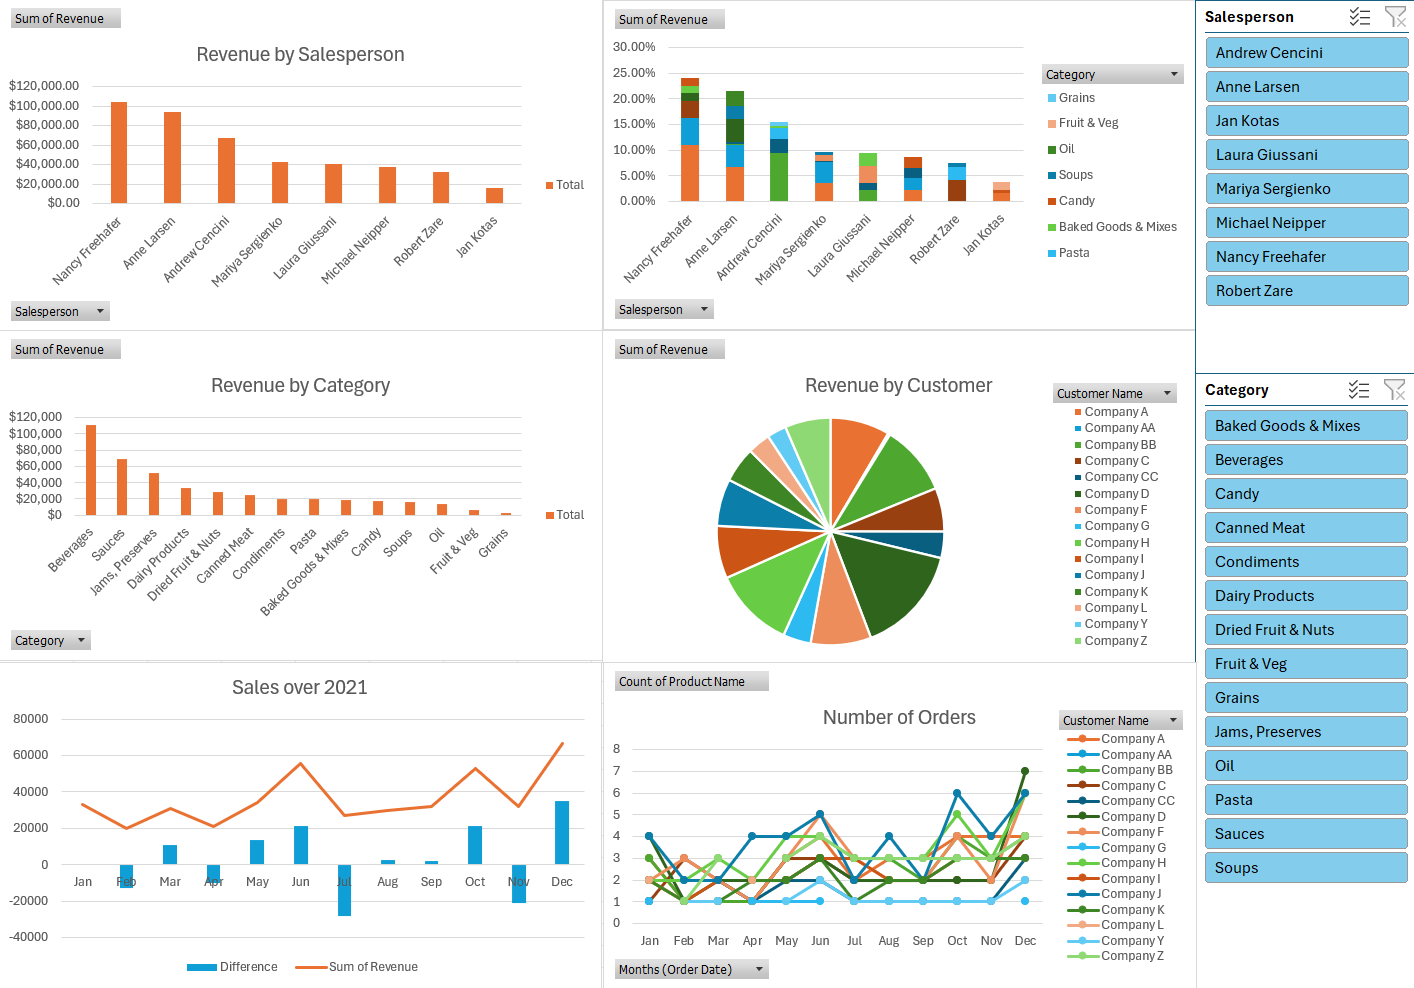 Sum of Revenue
Revenue by Salesperson
$120,000.00
$100,000.00
$80,000.00
$60,000.00
$40,000.00
$20,000.00
$0.00
Nancy Freehafer
Anne Larsen
Andrew Cencini
Mariya Sergienko
Laura Giussani
Michael Neipper
Robert Zare
Jan Kotas
Total
Salesperson
Sum of Revenue
30.00%
25.00%
20.00%
15.00%
10.00%
5.00%
0.00%
Nancy Freehafer
Anne Larsen
Andrew Cencini
Mariya Sergienko
Laura Giussani
Michael Neipper
Robert Zare
Jan Kotas
Category
Grains
Fruit & Veg
Oil
Soups
Candy
Baked Goods & Mixes
Pasta
Salesperson
Salesperson
Andrew Cencini
Anne Larsen
Jan Kotas
Laura Giussani
Mariya Sergienko
Michael Neipper
Nancy Freehafer
Robert Zare
Sum of Revenue
Revenue by Category
$120,000
$100,000
$80,000
$60,000
$40,000
$20,000
$0
Beverages
Sauces
Jams, Preserves
Dairy Products
Dried Fruit & Nuts
Canned Meat
Condiments
Pasta
Baked Goods & Mixes
Candy
Soups
Oil
Fruit & Veg
Grains
Total
Category
Sum of Revenue
Revenue by Customer
Customer Name
Company A
Company AA
Company BB
Company C
Company CC
Company D
Company F
Company G
Company H
Company I
Company J
Company K
Company L
Company Y
Company Z
Category
Baked Goods & Mixes
Beverages
Candy
Canned Meat
Condiments
Dairy Products
Dried Fruit & Nuts
Fruit & Veg
Grains
Jams, Preserves
Oil
Pasta
Sauces
Soups
Sales over 2021
80000
60000
40000
20000
0
-20000
-40000
Jan Feb Mar Apr May Jun Jul Aug Sep Oct Nov Dec
Difference Sum of Revenue
Count of Product Name
Number of Orders
8
7
6
5
4
3
2
1
0
Jan Feb Mar Apr May Jun Jul Aug Sep Oct Nov Dec
Customer Name
Company A
Company AA
Company BB
Company C
Company CC
Company D
Company F
Company G
Company H
Company I
Company J
Company K
Company L
Company Y
Company Z
Months (Order Date)